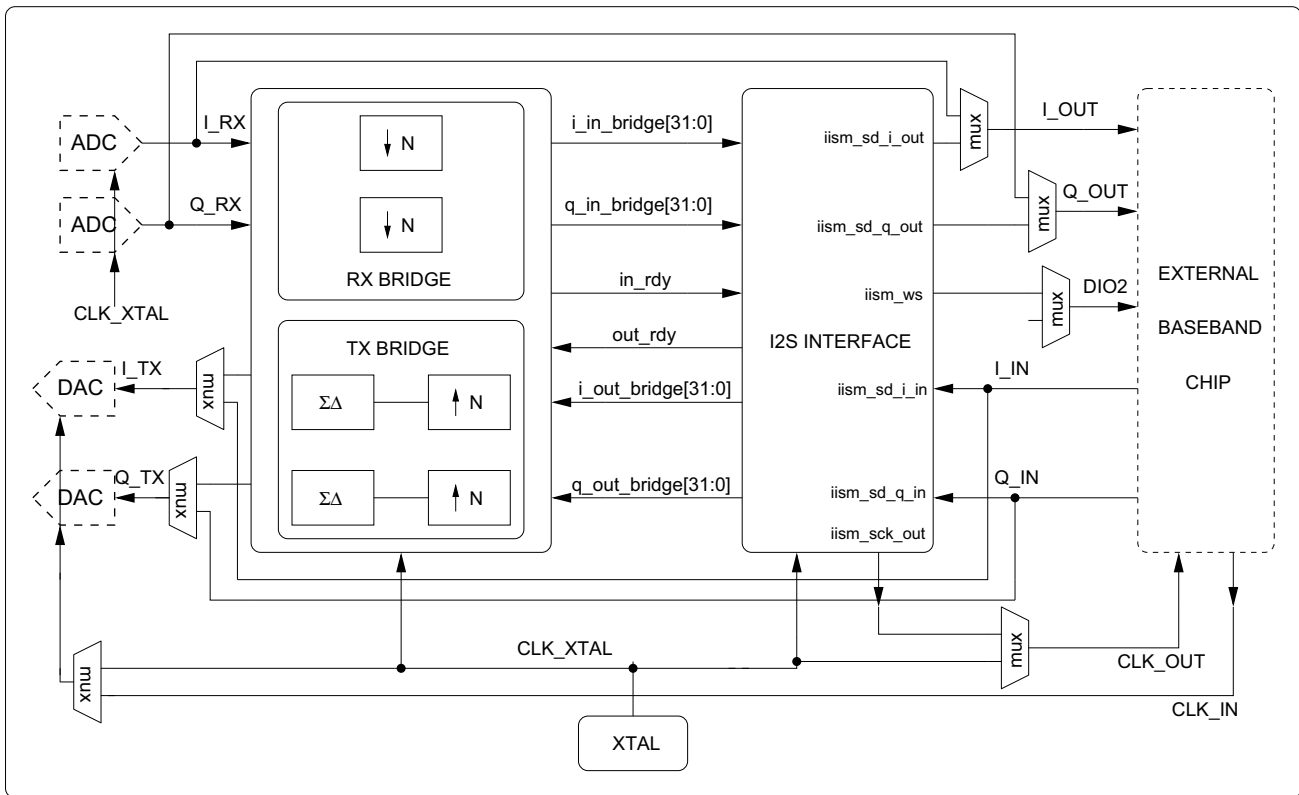 ADC
I_RX
N
i_in_bridge[31:0]
iism_sd_i_out
mux
I_OUT
ADC
Q_RX
N
q_in_bridge[31:0]
iism_sd_q_out
mux
Q_OUT
RX BRIDGE
in_rdy
iism_ws
mux
DIO2
EXTERNAL
CLK_XTAL
out_rdy
I2S INTERFACE
BASEBAND
TX BRIDGE
DAC
I_TX
mux
ΣΔ
N
i_out_bridge[31:0]
iism_sd_i_in
I_IN
CHIP
DAC
Q_TX
mux
ΣΔ
N
q_out_bridge[31:0]
iism_sd_q_in
Q_IN
iism_sck_out
mux
CLK_XTAL
mux
CLK_OUT
CLK_IN
XTAL